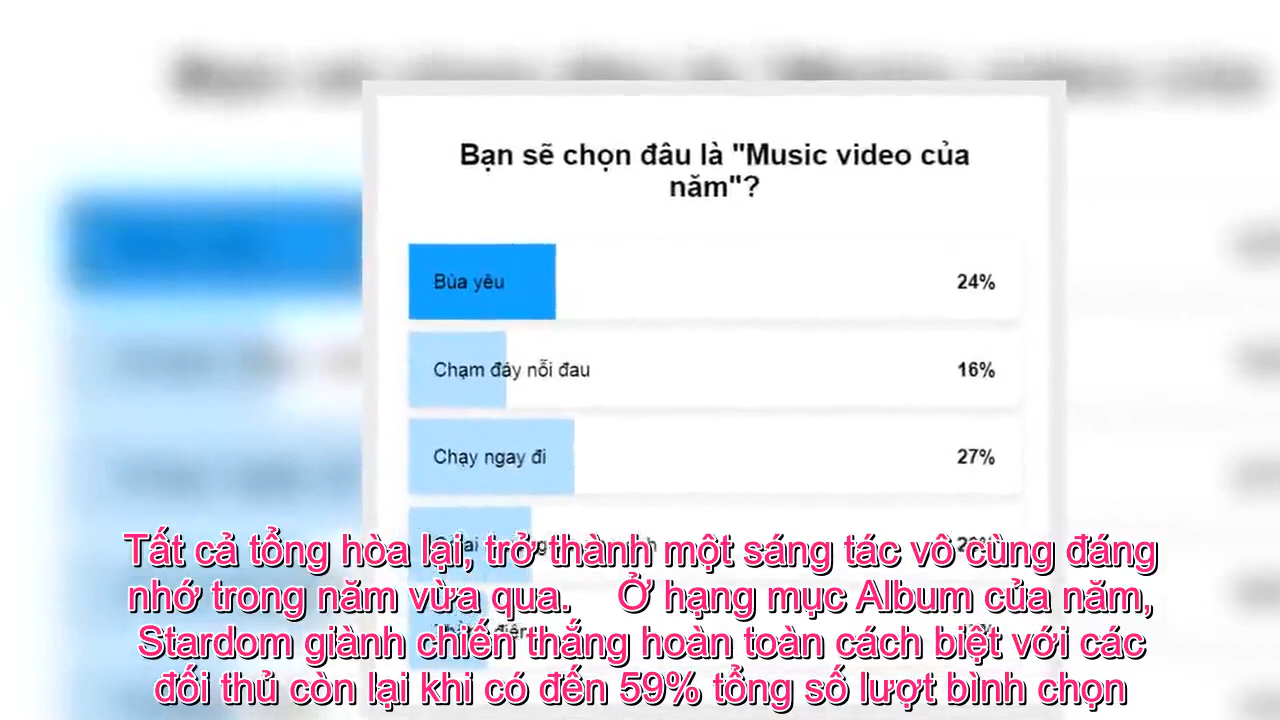 Bạn sẽ chọn đâu là "Music video của
năm"?
Bùa yêu 24%
Chạm đáy nỗi đau 16%
Chạy ngay đi 27%
Tất cả tổng hòa lại, trở thành một sáng tác vô cùng đáng
nhớ trong năm vừa qua. Ở hạng mục Album của năm,
Stardom giành chiến thắng hoàn toàn cách biệt với các
đối thủ còn lại khi có đến 59% tổng số lượt bình chọn